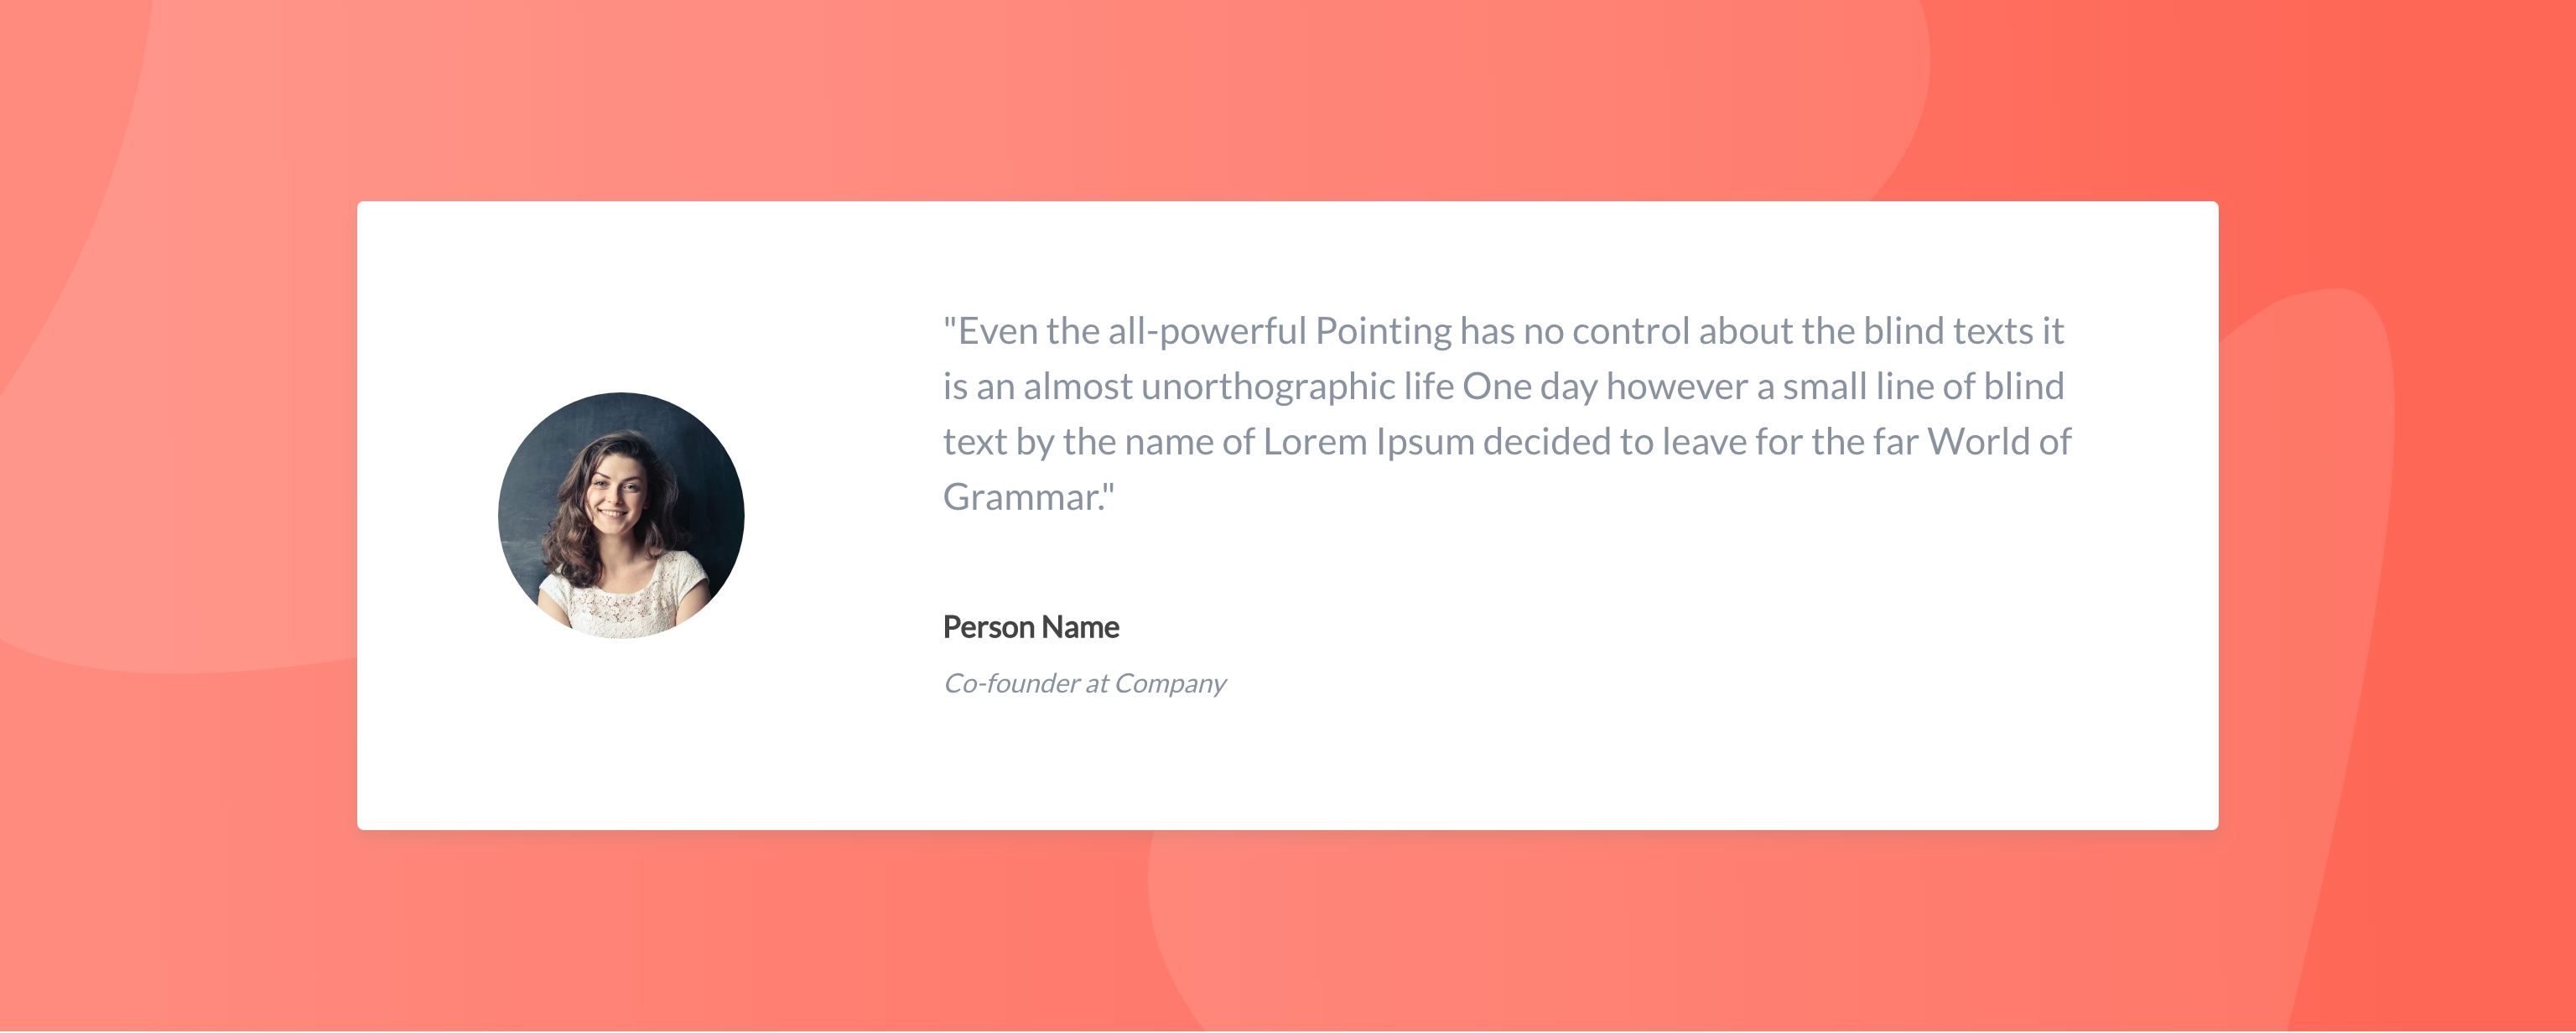 "Even the all-powerful Pointing has no control about the blind texts it
is an almost unorthographic life One day however a small line of blind
text by the name of Lorem Ipsum decided to leave for the far World of
Grammar."
Person Name
Co-founder at Company